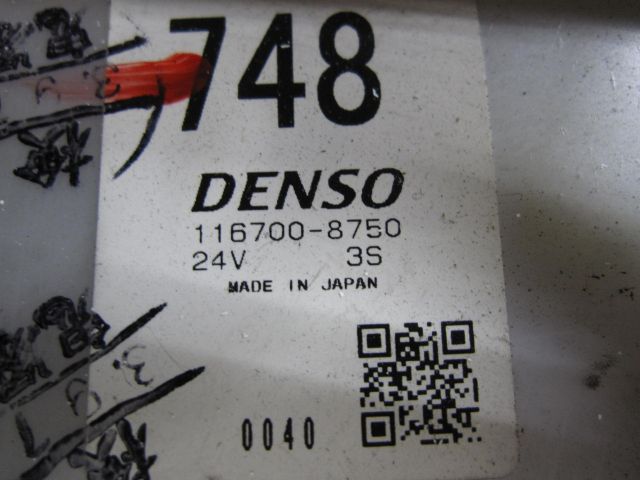 748
DENSO
116700-8750
24V 3S
MADE IN JAPAN
0040